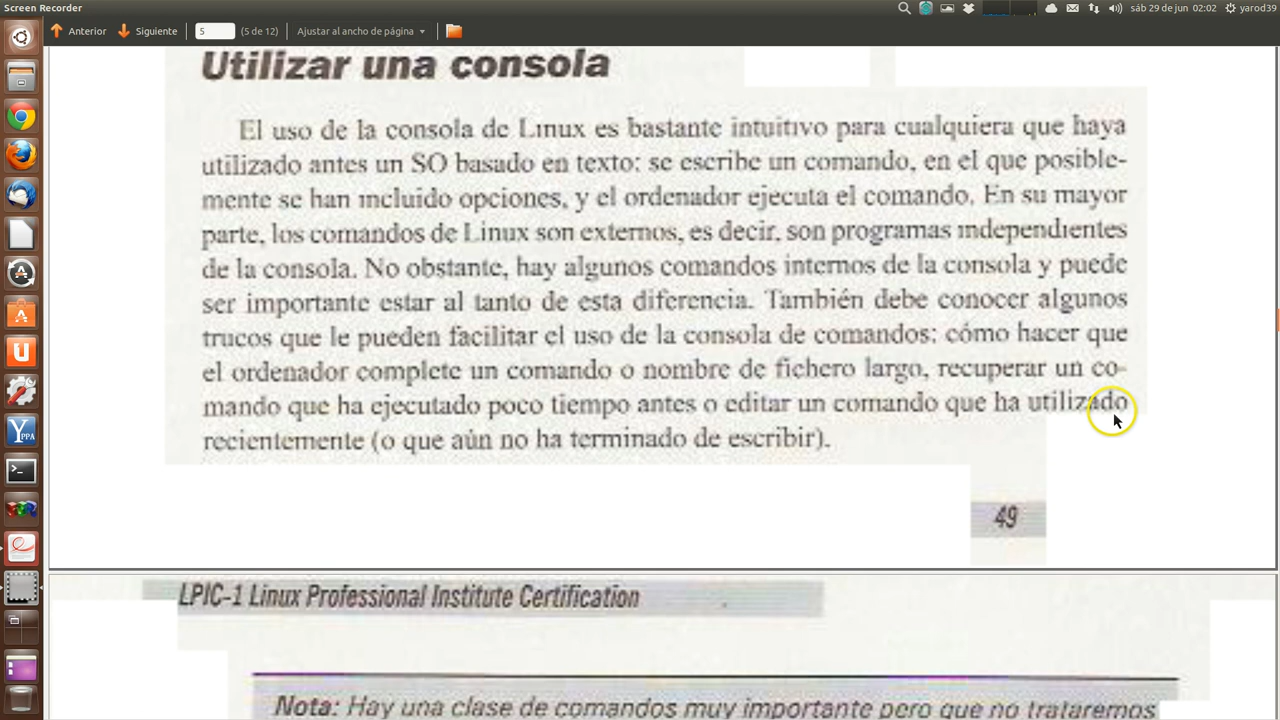 Screen Recorder
sáb 29 de jun 02:02 yarod39
Anterior Siguiente 5 (5 de 12) Ajustar al ancho de página
Utilizar una consola
El uso de la consola de Linux es bastante intuitivo para cualquiera que haya
utilizado antes un SO basado en texto: se escribe un comando, en el que posible-
mente se han incluido opciones, y el ordenador ejecuta el comando. En su mayor
parte, los comandos de Linux son externos, es decir, son programas independientes
de la consola. No obstante, hay algunos comandos internos de la consola y puede
ser importante estar al tanto de esta diferencia. También debe conocer algunos
trucos que le pueden facilitar el uso de la consola de comandos: cómo hacer que
el ordenador complete un comando o nombre de fichero largo, recuperar un co-
mando que ha ejecutado poco tiempo antes o editar un comando que ha utilizado
recientemente (o que aún no ha terminado de escribir).
49
LPIC-1 Linux Professional Institute Certification
Nota: Hay una clase de comandos muy importante pero que no trataremos
YPPA